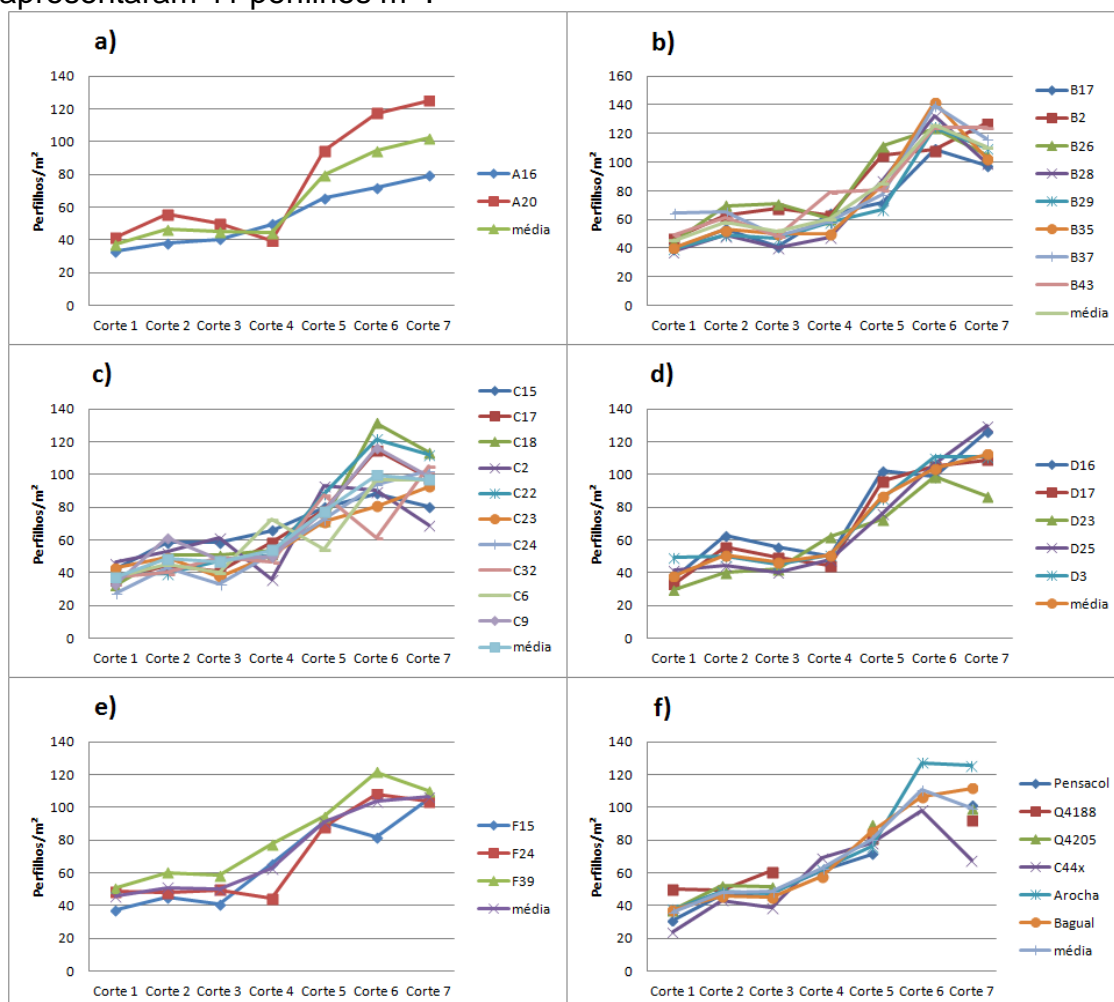 apresentaram 41 perfilhos m-2.
a)
Perfilhos/m²
140
120
100
80
60
40
20
0
Corte 1 Corte 2 Corte 3 Corte 4 Corte 5 Corte 6 Corte 7
A16
A20
média
b)
Perfiliso/m²
160
140
120
100
80
60
40
20
0
Corte 1 Corte 2 Corte 3 Corte 4 Corte 5 Corte 6 Corte 7
B17
B2
B26
B28
B29
B35
B37
B43
média
c)
Perfilhos/m²
140
120
100
80
60
40
20
0
Corte 1 Corte 2 Corte 3 Corte 4 Corte 5 Corte 6 Corte 7
C15
C17
C18
C2
C22
C23
C24
C32
C6
C9
média
d)
Perfilhos/m²
140
120
100
80
60
40
20
0
Corte 1 Corte 2 Corte 3 Corte 4 Corte 5 Corte 6 Corte 7
D16
D17
D23
D25
D3
média
e)
Perfilhos/m²
140
120
100
80
60
40
20
0
Corte 1 Corte 2 Corte 3 Corte 4 Corte 5 Corte 6 Corte 7
F15
F24
F39
média
f)
Perfilhos/m²
140
120
100
80
60
40
20
0
Corte 1 Corte 2 Corte 3 Corte 4 Corte 5 Corte 6 Corte 7
Pensacol
Q4188
Q4205
C44x
Arocha
Bagual
média